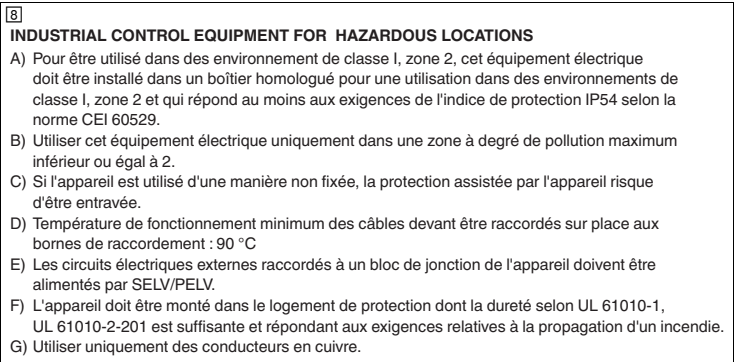 8
INDUSTRIAL CONTROL EQUIPMENT FOR HAZARDOUS LOCATIONS
A) Pour être utilisé dans des environnement de classe I, zone 2, cet équipement électrique
doit être installé dans un boîtier homologué pour une utilisation dans des environnements de
classe I, zone 2 et qui répond au moins aux exigences de l'indice de protection IP54 selon la
norme CEI 60529.
B) Utiliser cet équipement électrique uniquement dans une zone à degré de pollution maximum
inférieur ou égal à 2.
C) Si l'appareil est utilisé d'une manière non fixée, la protection assistée par l'appareil risque
d'être entravée.
D) Température de fonctionnement minimum des câbles devant être raccordés sur place aux
bornes de raccordement : 90 °C
E) Les circuits électriques externes raccordés à un bloc de jonction de l'appareil doivent être
alimentés par SELV/PELV.
F) L'appareil doit être monté dans le logement de protection dont la dureté selon UL 61010-1,
UL 61010-2-201 est suffisante et répondant aux exigences relatives à la propagation d'un incendie.
G) Utiliser uniquement des conducteurs en cuivre.